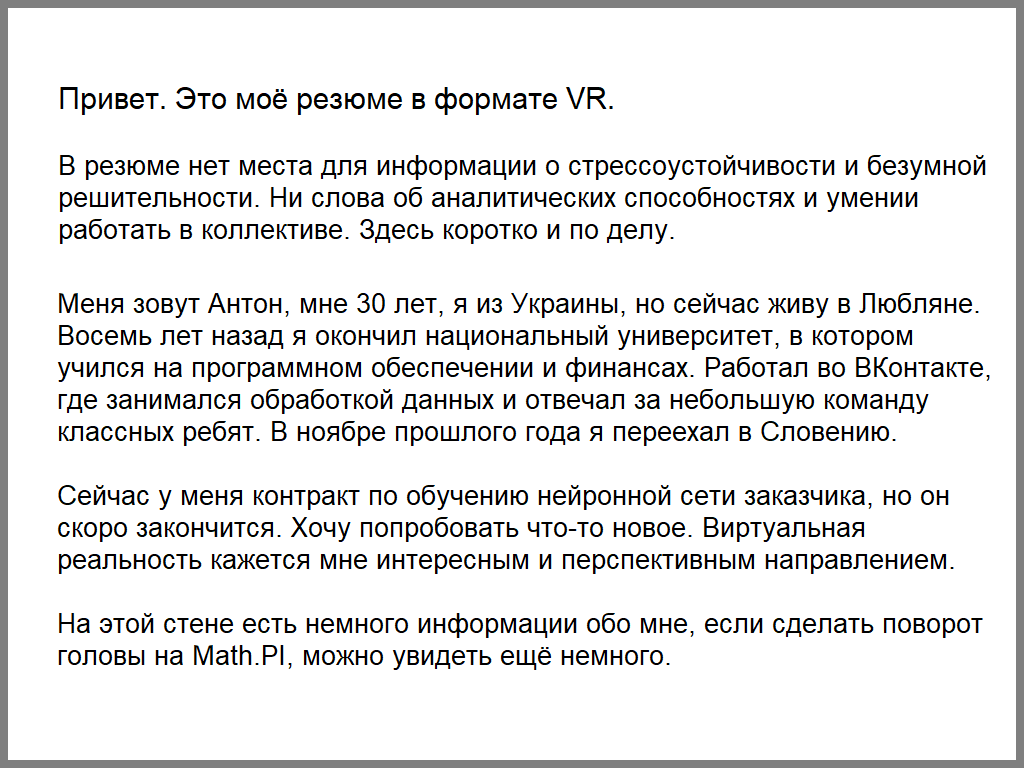 Привет. Это моё резюме в формате VR.
В резюме нет места для информации о стрессоустойчивости и безумной
решительности. Ни слова об аналитических способностях и умении
работать в коллективе. Здесь коротко и по делу.
Меня зовут Антон, мне 30 лет, я из Украины, но сейчас живу в Любляне.
Восемь лет назад я окончил национальный университет, в котором
учился на программном обеспечении и финансах. Работал во ВКонтакте,
где занимался обработкой данных и отвечал за небольшую команду
классных ребят. В ноябре прошлого года я переехал в Словению.
Сейчас у меня контракт по обучению нейронной сети заказчика, но он
скоро закончится. Хочу попробовать что-то новое. Виртуальная
реальность кажется мне интересным и перспективным направлением.
На этой стене есть немного информации обо мне, если сделать поворот
головы на Math.PI, можно увидеть ещё немного.